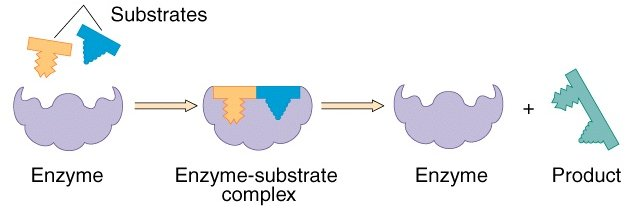 Substrates
Enzyme
Enzyme-substrate
complex
Enzyme
+
Product